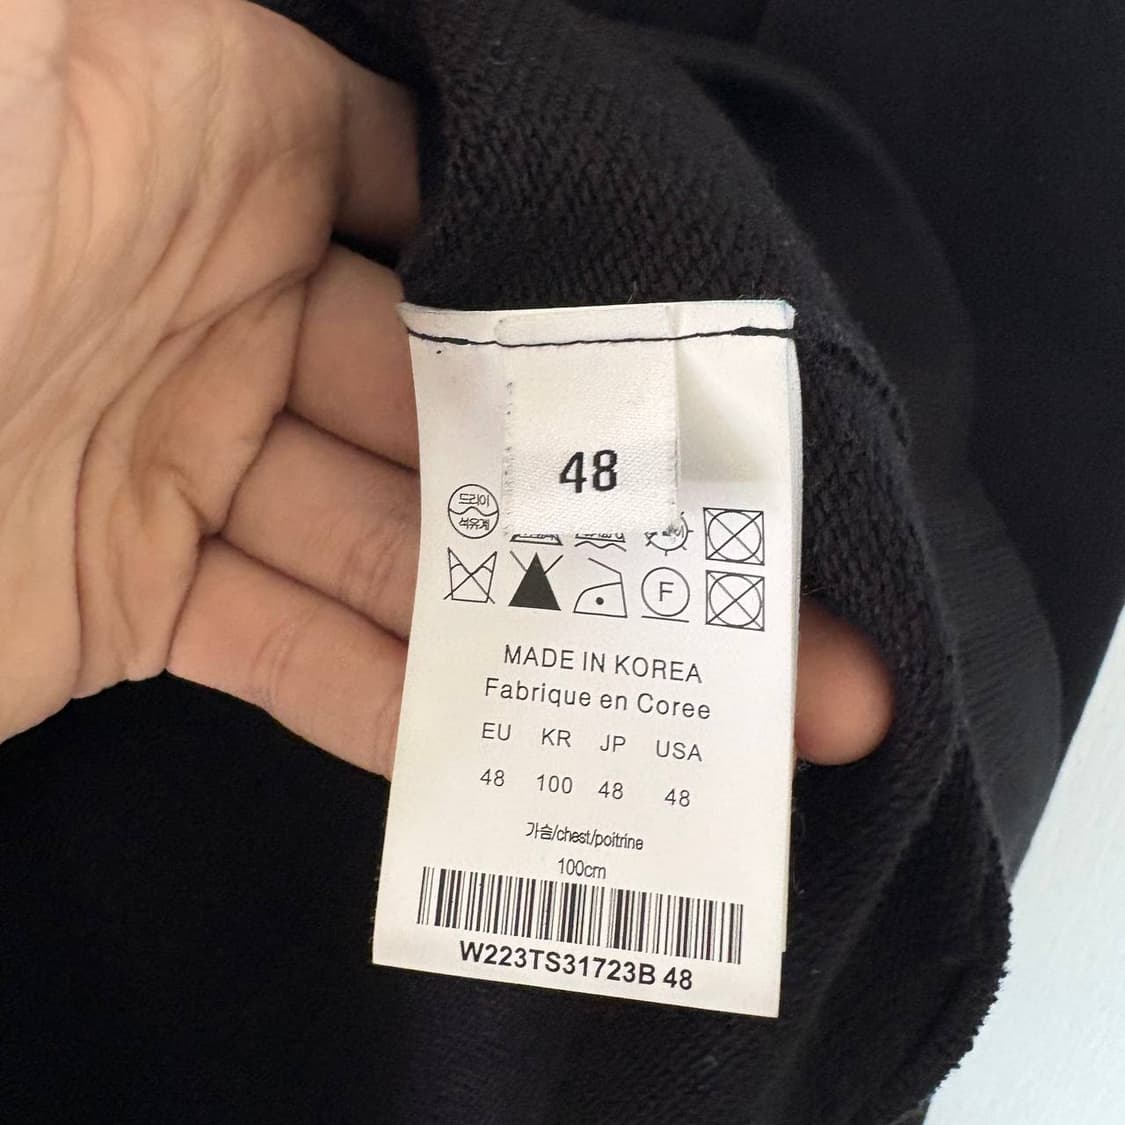 48
드라이
석유계
F
MADE IN KOREA
Fabrique en Coree
EU KR JP USA
48 100 48 48
가슴/chest/poitrine
100cm
W223TS31723B 48